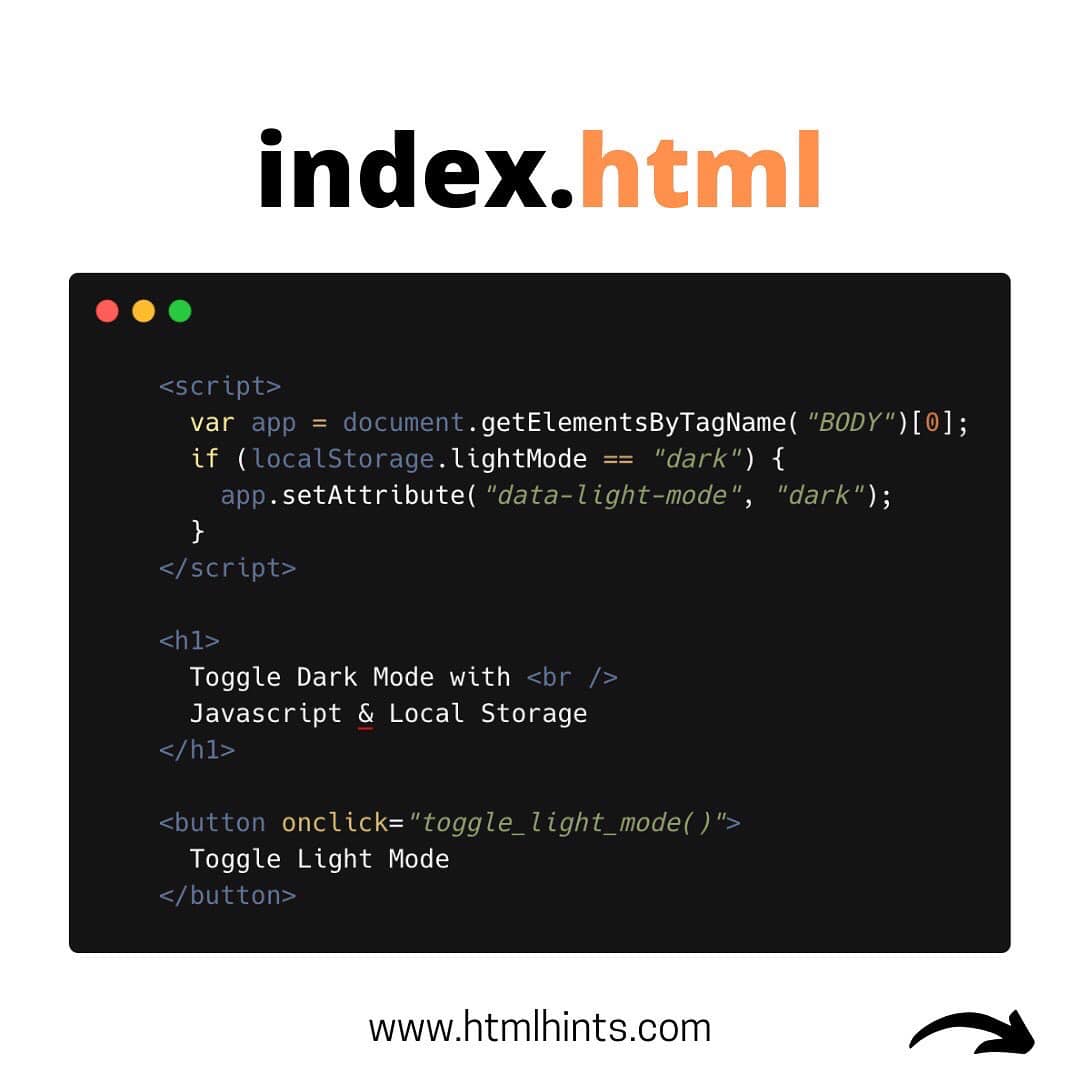 index.html
<script>
  var app = document.getElementsByTagName("BODY")[0];
  if (localStorage.lightMode == "dark") {
    app.setAttribute("data-light-mode", "dark");
  }
</script>
<h1>
  Toggle Dark Mode with <br />
  Javascript & Local Storage
</h1>
<button onclick="toggle_light_mode()">
  Toggle Light Mode
</button>
www.htmlhints.com